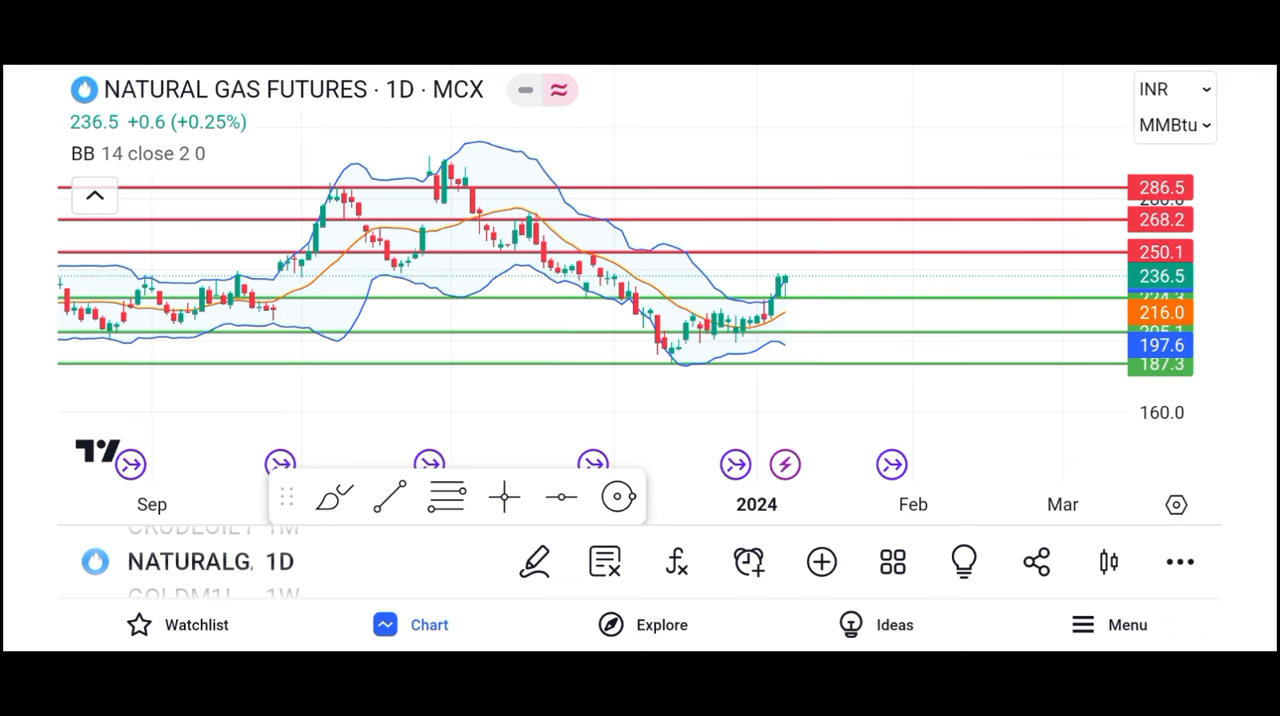 NATURAL GAS FUTURES · 1D · MCX
INR
236.5 +0.6 (+0.25%)
MMBtu
BB 14 close 2 0
286.5
268.2
250.1
236.5
216.0
197.6
187.3
160.0
Sep
2024
Feb
Mar
NATURALG, 1D
Watchlist
Chart
Explore
Ideas
Menu